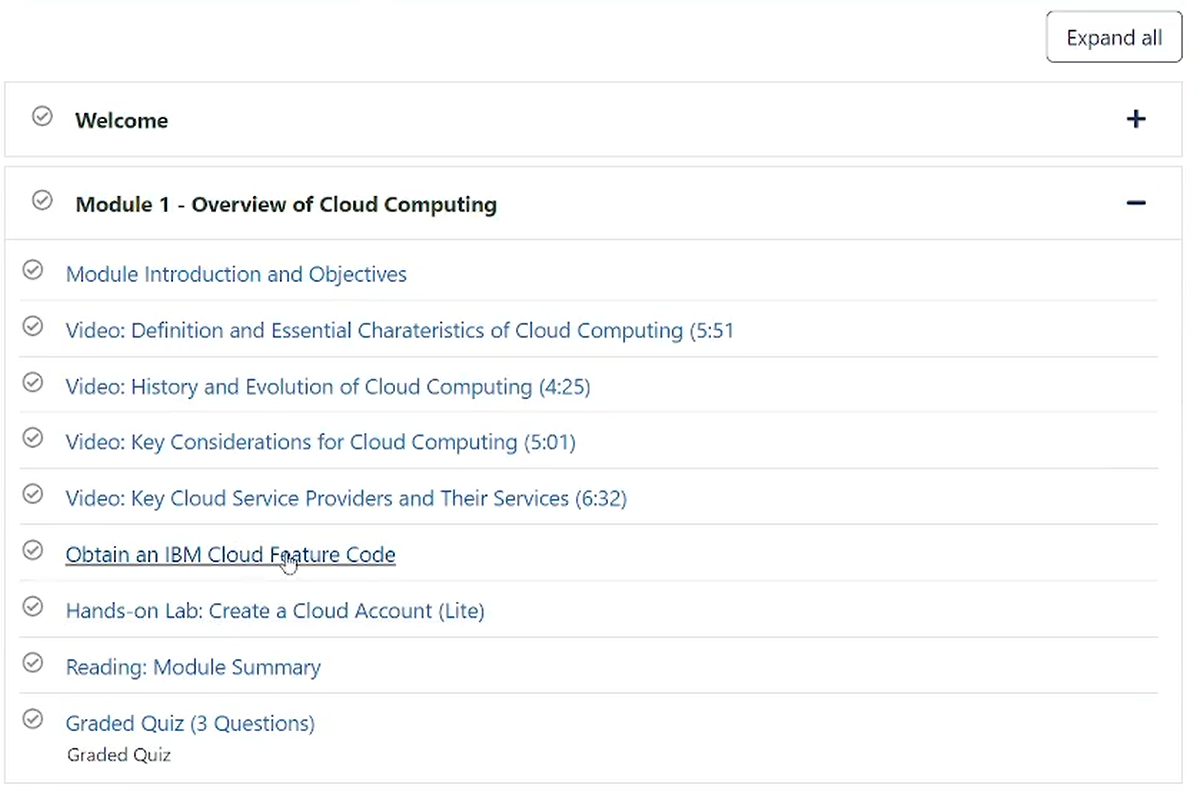 Expand all
Welcome
Module 1 - Overview of Cloud Computing
Module Introduction and Objectives
Video: Definition and Essential Charateristics of Cloud Computing (5:51
Video: History and Evolution of Cloud Computing (4:25)
Video: Key Considerations for Cloud Computing (5:01)
Video: Key Cloud Service Providers and Their Services (6:32)
Obtain an IBM Cloud Feature Code
Hands-on Lab: Create a Cloud Account (Lite)
Reading: Module Summary
Graded Quiz (3 Questions)
Graded Quiz